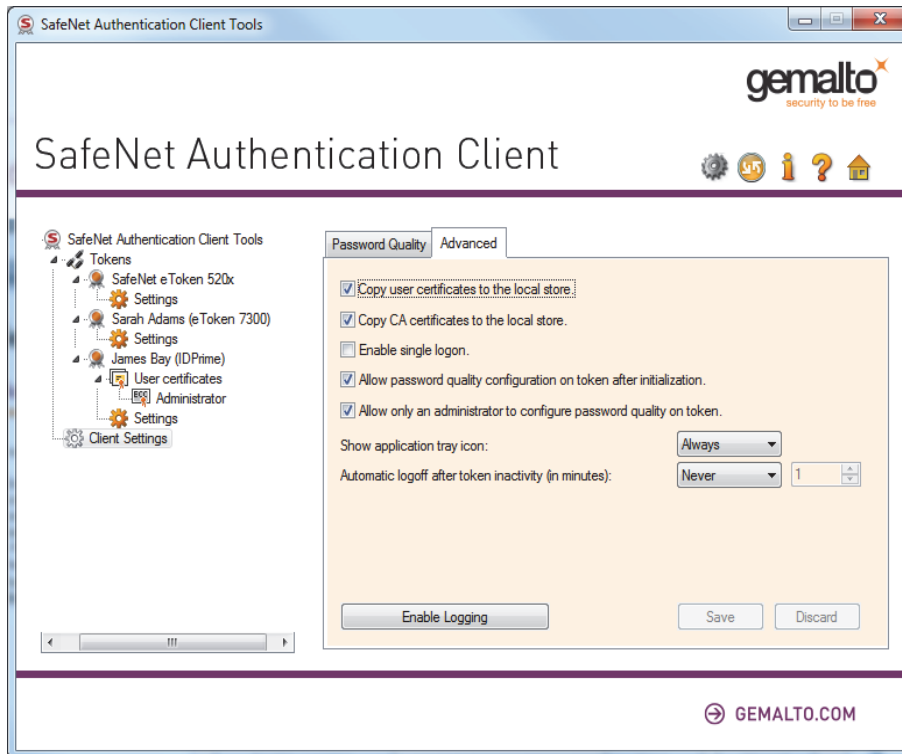 SafeNet Authentication Client Tools
gemalto
security to be free
SafeNet Authentication Client
SafeNet Authentication Client Tools
Tokens
SafeNet eToken 520x
Settings
Sarah Adams (eToken 7300)
Settings
James Bay (IDPrime)
User certificates
ECC Administrator
Settings
Client Settings
Password Quality Advanced
Copy user certificates to the local store.
Copy CA certificates to the local store.
Enable single logon.
Allow password quality configuration on token after initialization.
Allow only an administrator to configure password quality on token.
Show application tray icon: Always
Automatic logoff after token inactivity (in minutes): Never 1
Enable Logging Save Discard
GEMALTO.COM